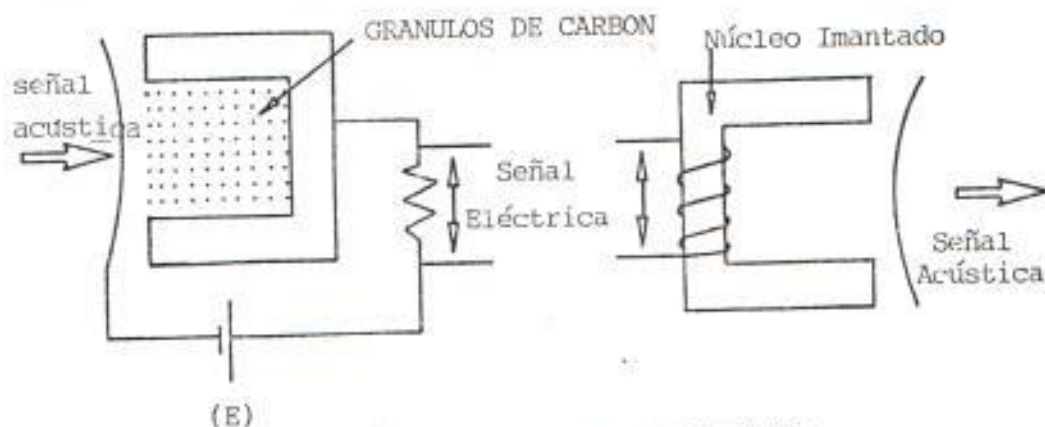 GRANULOS DE CARBON
señal
acústica
(E)
Señal
Eléctrica
Núcleo Imantado
Señal
Acústica